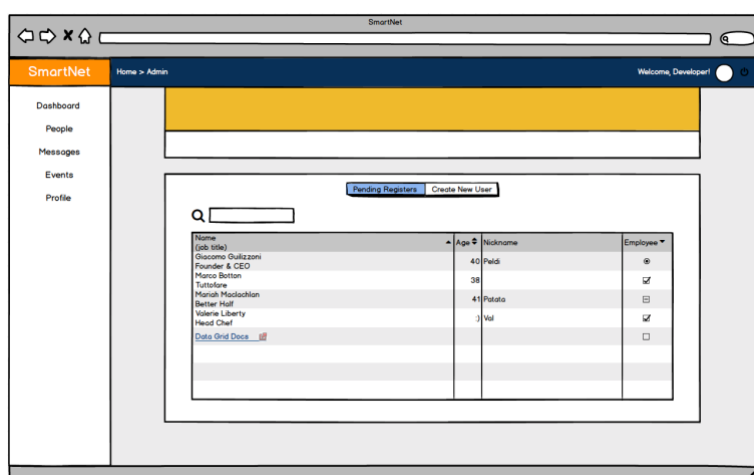 SmartNet
SmartNet
Home > Admin
Welcome, Developer!
Dashboard
People
Messages
Events
Profile
Pending Registers
Create New User
Name
(job title)
Age
Nickname
Employee
Giacomo Guilizzoni
Founder & CEO
40
Peldi
Marco Botton
Tuttofare
38
Mariah Maclachlan
Better Half
41
Patata
Valerie Liberty
Head Chef
:)
Val
Data Grid Docs